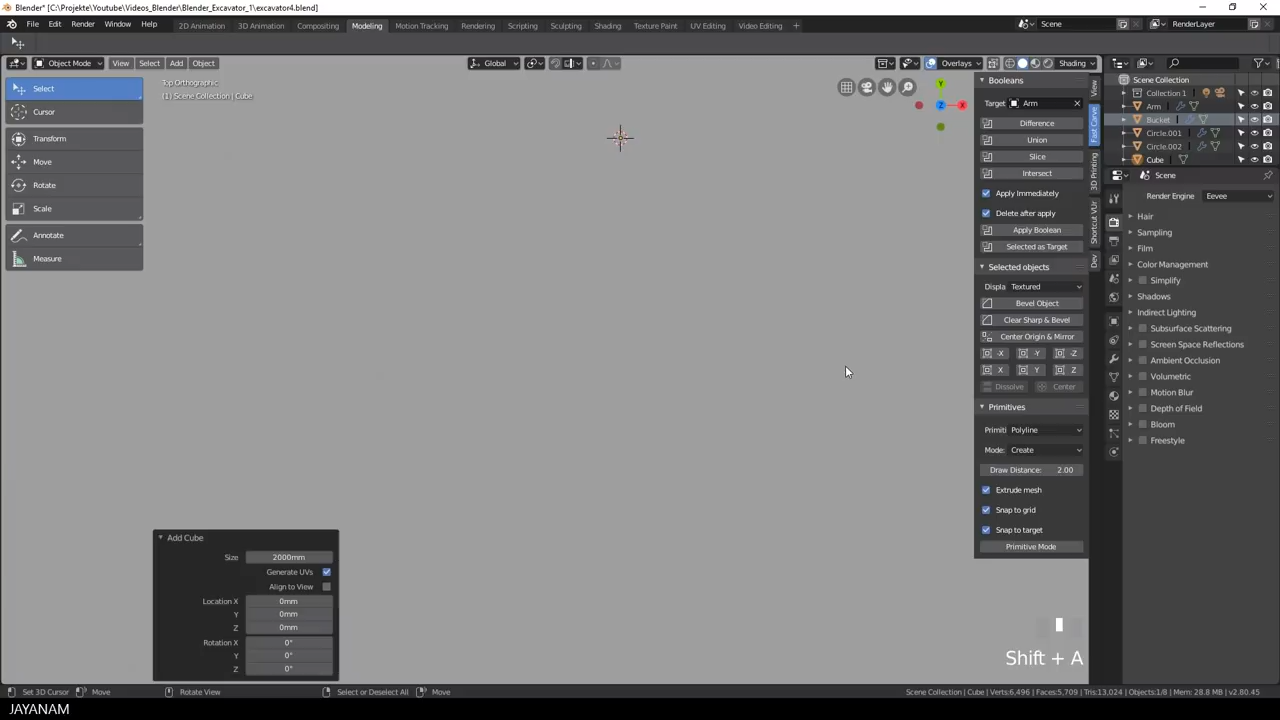 Blender* [C:\Projekte\Youtube\Videos_Blender\Blender_Excavator_1\excavator4.blend]
File Edit Render Window Help 2D Animation 3D Animation Compositing Modeling Motion Tracking Rendering Scripting Sculpting Shading Texture Paint UV Editing Video Editing + Scene RenderLayer
Object Mode View Select Add Object Global Overlays Shading
Top Orthographic
(1) Scene Collection | Cube
Select
Cursor
Transform
Move
Rotate
Scale
Annotate
Measure
Y
Z
X
Booleans
Target Arm
Difference
Union
Slice
Intersect
Apply Immediately
Delete after apply
Apply Boolean
Selected as Target
Selected objects
Displa Textured
Bevel Object
Clear Sharp & Bevel
Center Origin & Mirror
-X -Y -Z
X Y Z
Dissolve Center
Primitives
Primiti Polyline
Mode: Create
Draw Distance: 2.00
Extrude mesh
Snap to grid
Snap to target
Primitive Mode
View
Fast Carve
3D Printing
Shortcut VUr
Dev
Scene Collection
Collection 1
Arm
Bucket
Circle.001
Circle.002
Cube
Scene
Render Engine Eevee
Hair
Sampling
Film
Color Management
Simplify
Shadows
Indirect Lighting
Subsurface Scattering
Screen Space Reflections
Ambient Occlusion
Volumetric
Motion Blur
Depth of Field
Bloom
Freestyle
Add Cube
Size 2000mm
Generate UVs
Align to View
Location X 0mm
Y 0mm
Z 0mm
Rotation X 0°
Y 0°
Z 0°
Shift + A
Set 3D Cursor Move Rotate View Select or Deselect All Move Scene Collection | Cube | Verts:6,496 | Faces:5,709 | Tris:13,024 | Objects:1/8 | Mem: 28.8 MB | v2.80.45
JAYANAM